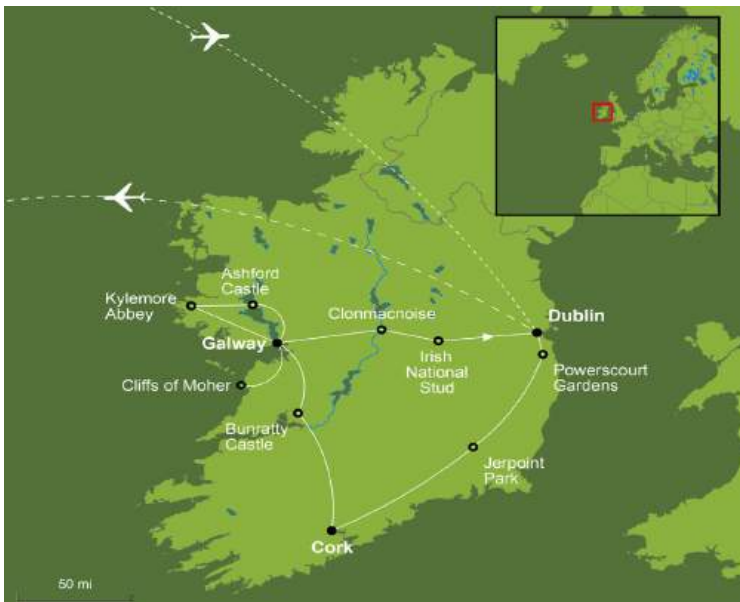 Ashford
Castle
Kylemore
Abbey
Clonmacnoise
Dublin
Galway
Irish
National
Stud
Powerscourt
Gardens
Cliffs of Moher
Bunratty
Castle
Jerpoint
Park
Cork
50 mi